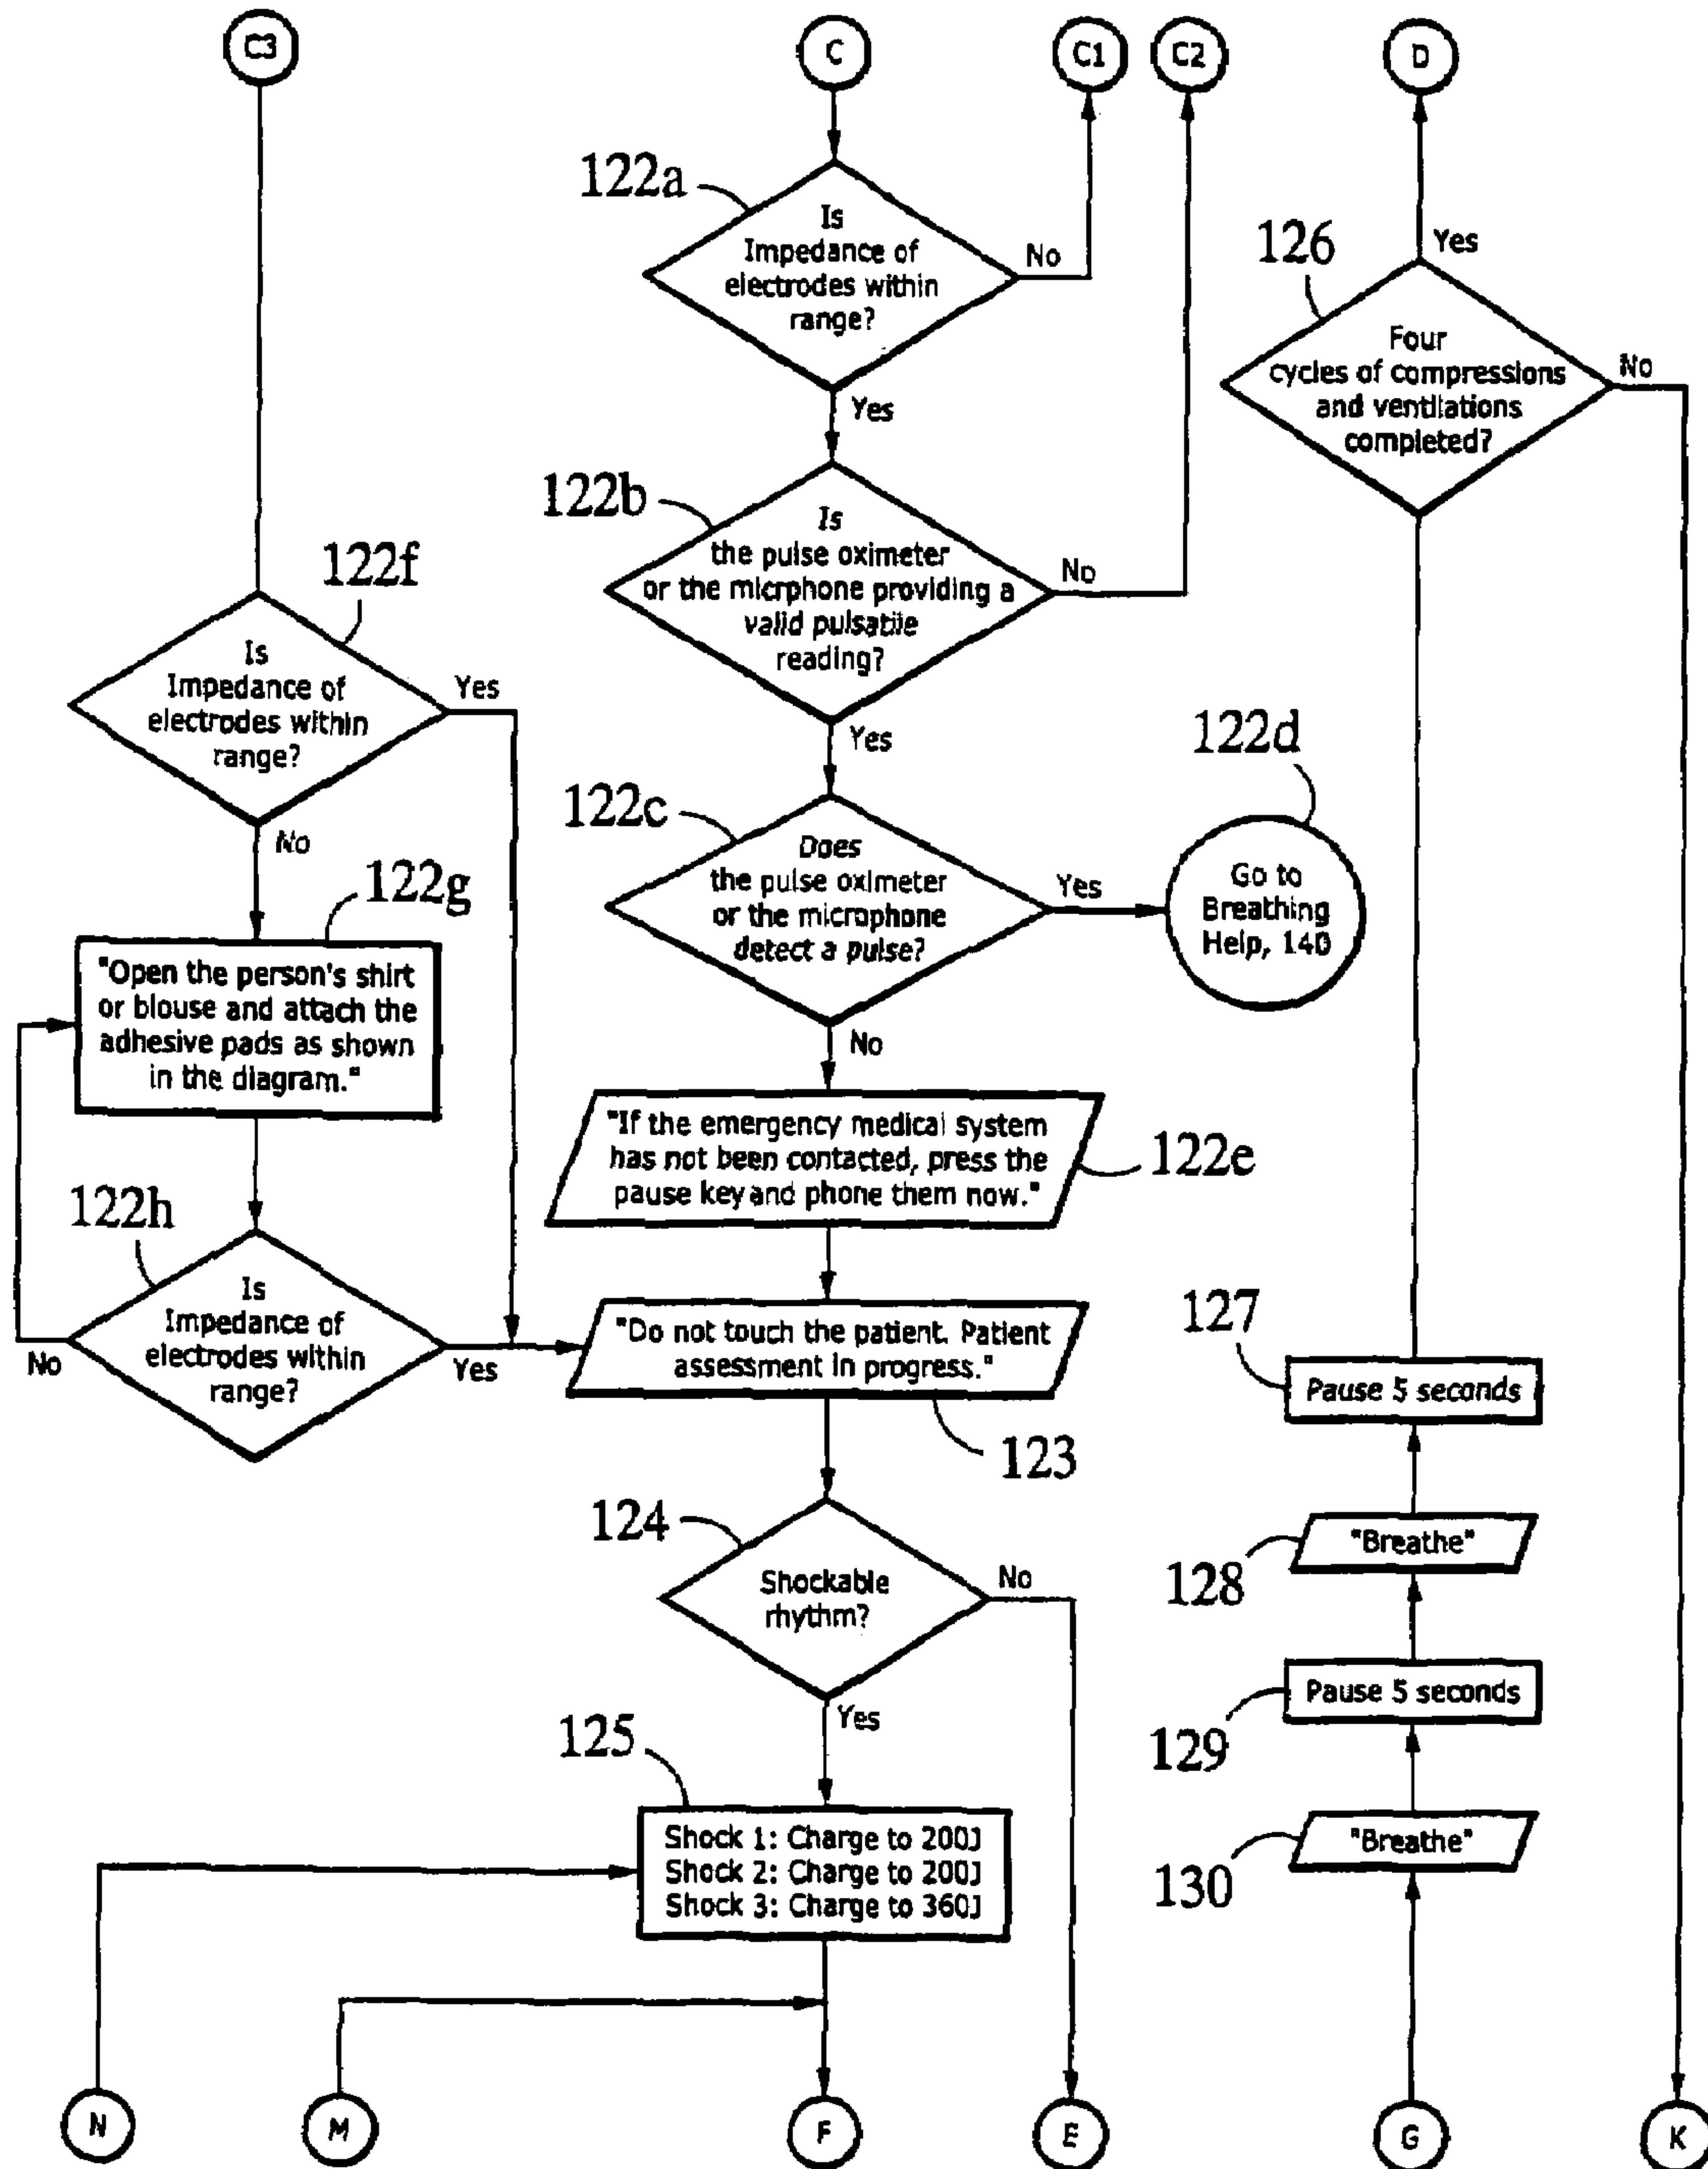 C3
C
C1
C2
D
122a
Is
Impedance of
electrodes within
range?
No
Yes
126
Yes
Four
cycles of compressions
and ventilations
completed?
No
122b
Is
the pulse oximeter
or the micrphone providing a
valid pulsatile
reading?
No
Yes
122f
Is
Impedance of
electrodes within
range?
Yes
No
122c
Does
the pulse oximeter
or the microphone
detect a pulse?
Yes
No
122d
Go to
Breathing
Help, 140
122g
"Open the person's shirt
or blouse and attach the
adhesive pads as shown
in the diagram."
"If the emergency medical system
has not been contacted, press the
pause key and phone them now."
122e
122h
Is
Impedance of
electrodes within
range?
No
Yes
"Do not touch the patient. Patient
assessment in progress."
123
127
Pause 5 seconds
124
Shockable
rhythm?
No
Yes
"Breathe"
128
Pause 5 seconds
129
125
Shock 1: Charge to 200J
Shock 2: Charge to 200J
Shock 3: Charge to 360J
"Breathe"
130
N
M
F
E
G
K